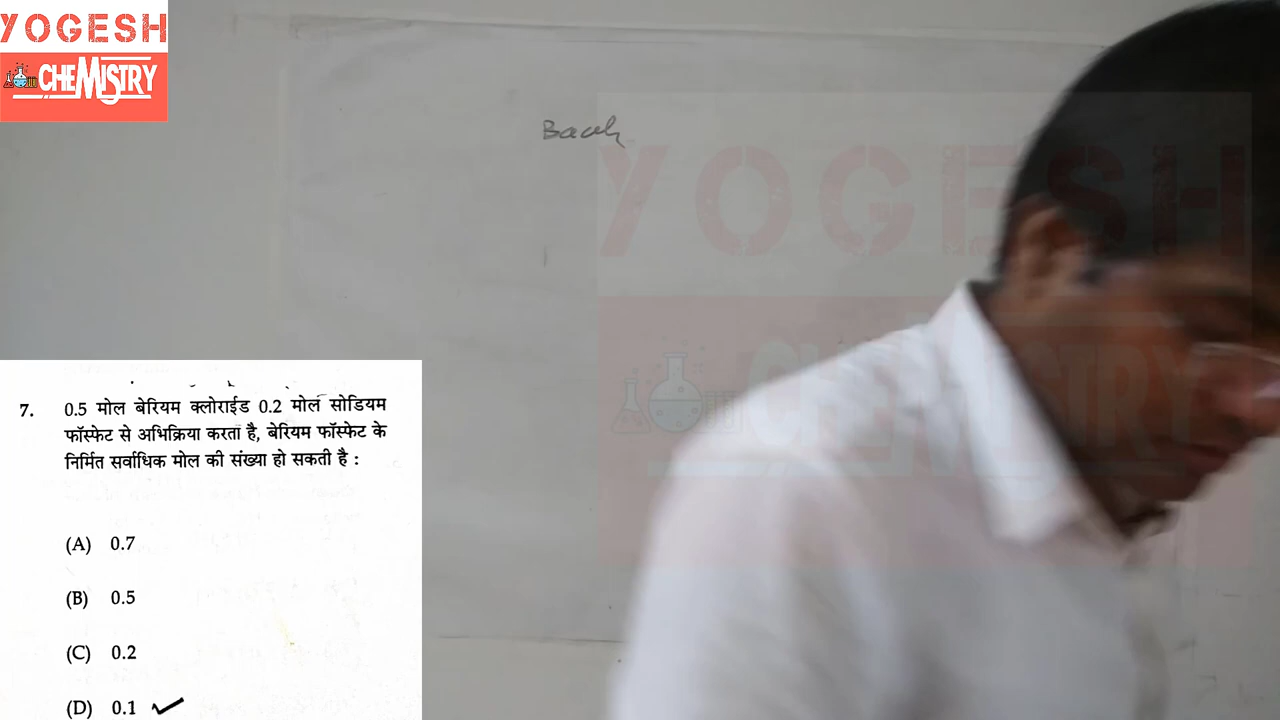 YOGESH
CHEMISTRY
YOGESH
CHEMISTRY
7. 0.5 मोल बेरियम क्लोराईड 0.2 मोल सोडियम
फॉस्फेट से अभिक्रिया करता है, बेरियम फॉस्फेट के
निर्मित सर्वाधिक मोल की संख्या हो सकती है :
(A) 0.7
(B) 0.5
(C) 0.2
(D) 0.1